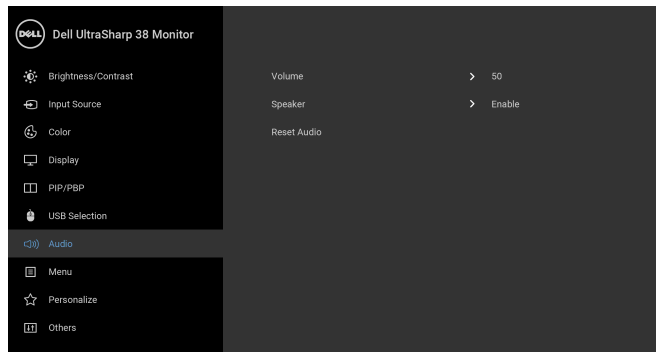 DELL Dell UltraSharp 38 Monitor
Brightness/Contrast
Volume 50
Input Source
Speaker Enable
Color
Reset Audio
Display
PIP/PBP
USB Selection
Audio
Menu
Personalize
Others